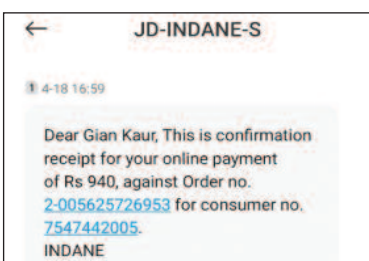 ← JD-INDANE-S
1 4-18 16:59
Dear Gian Kaur, This is confirmation
receipt for your online payment
of Rs 940, against Order no.
2-005625726953 for consumer no.
7547442005.
INDANE